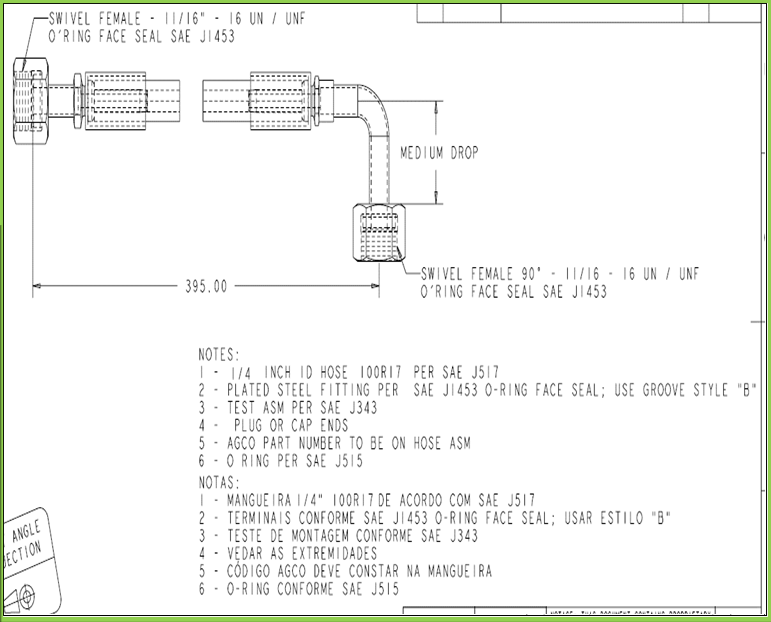 SWIVEL FEMALE - 11/16" - 16 UN / UNF
O'RING FACE SEAL SAE J1453
MEDIUM DROP
SWIVEL FEMALE 90° - 11/16 - 16 UN / UNF
O'RING FACE SEAL SAE J1453
395.00
NOTES:
1 - 1/4 INCH ID HOSE 100R17 PER SAE J517
2 - PLATED STEEL FITTING PER SAE J1453 O-RING FACE SEAL; USE GROOVE STYLE "B"
3 - TEST ASM PER SAE J343
4 - PLUG OR CAP ENDS
5 - AGCO PART NUMBER TO BE ON HOSE ASM
6 - O RING PER SAE J515
NOTAS:
1 - MANGUEIRA 1/4" 100R17 DE ACORDO COM SAE J517
2 - TERMINAIS CONFORME SAE J1453 O-RING FACE SEAL; USAR ESTILO "B"
3 - TESTE DE MONTAGEM CONFORME SAE J343
4 - VEDAR AS EXTREMIDADES
5 - CÓDIGO AGCO DEVE CONSTAR NA MANGUEIRA
6 - O-RING CONFORME SAE J515
ANGLE
JECTION
NOTICE: THIS DOCUMENT CONTAINS PROPRIETARY